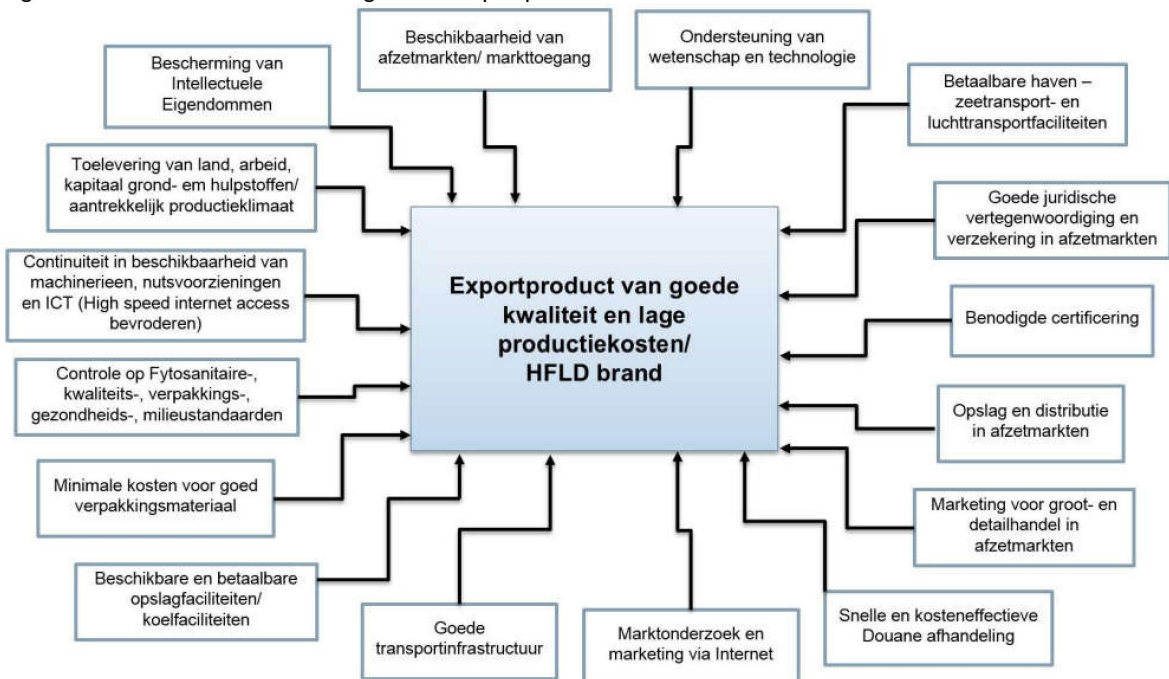 Beschikbaarheid van
afzetmarkten/ markttoegang
Ondersteuning van
wetenschap en technologie
Bescherming van
Intellectuele
Eigendommen
Betaalbare haven –
zeetransport- en
luchttransportfaciliteiten
Toelevering van land, arbeid,
kapitaal grond- em hulpstoffen/
aantrekkelijk productieklimaat
Goede juridische
vertegenwoordiging en
verzekering in afzetmarkten
Continuiteit in beschikbaarheid van
machinerieen, nutsvoorzieningen
en ICT (High speed internet access
bevroderen)
Exportproduct van goede
kwaliteit en lage
productiekosten/
HFLD brand
Benodigde certificering
Controle op Fytosanitaire-,
kwaliteits-, verpakkings-,
gezondheids-, milieustandaarden
Opslag en distributie
in afzetmarkten
Minimale kosten voor goed
verpakkingsmateriaal
Marketing voor groot- en
detailhandel in
afzetmarkten
Beschikbare en betaalbare
opslagfaciliteiten/
koelfaciliteiten
Goede
transportinfrastructuur
Marktonderzoek en
marketing via Internet
Snelle en kosteneffectieve
Douane afhandeling